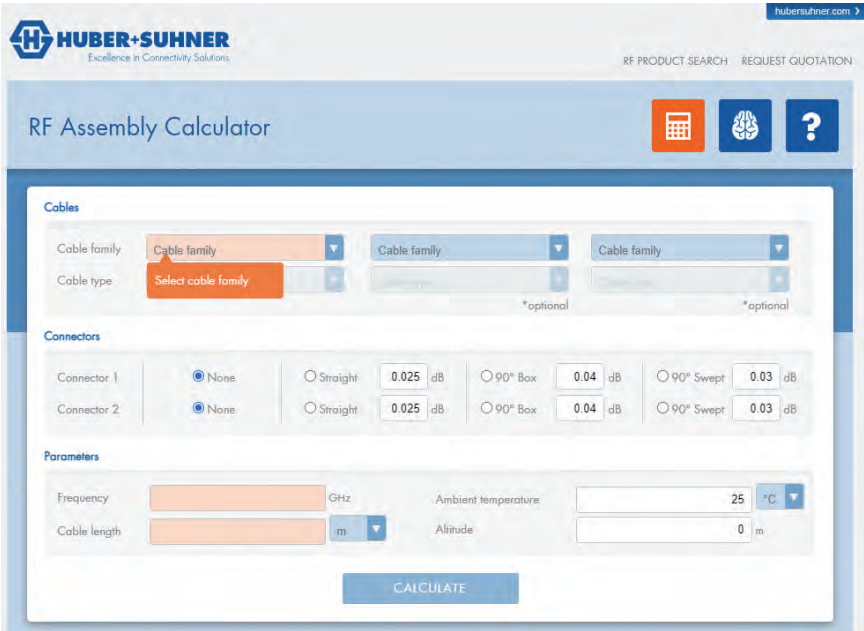 hubersuhner.com
HUBER+SUHNER
Excellence in Connectivity Solutions
RF PRODUCT SEARCH REQUEST QUOTATION
RF Assembly Calculator
?
Cables
Cable family Cable family Cable family Cable family
Cable type Select cable family
*optional *optional
Connectors
Connector 1 None Straight 0.025 dB 90° Box 0.04 dB 90° Swept 0.03 dB
Connector 2 None Straight 0.025 dB 90° Box 0.04 dB 90° Swept 0.03 dB
Parameters
Frequency GHz Ambient temperature 25 °C
Cable length m Altitude 0 m
CALCULATE